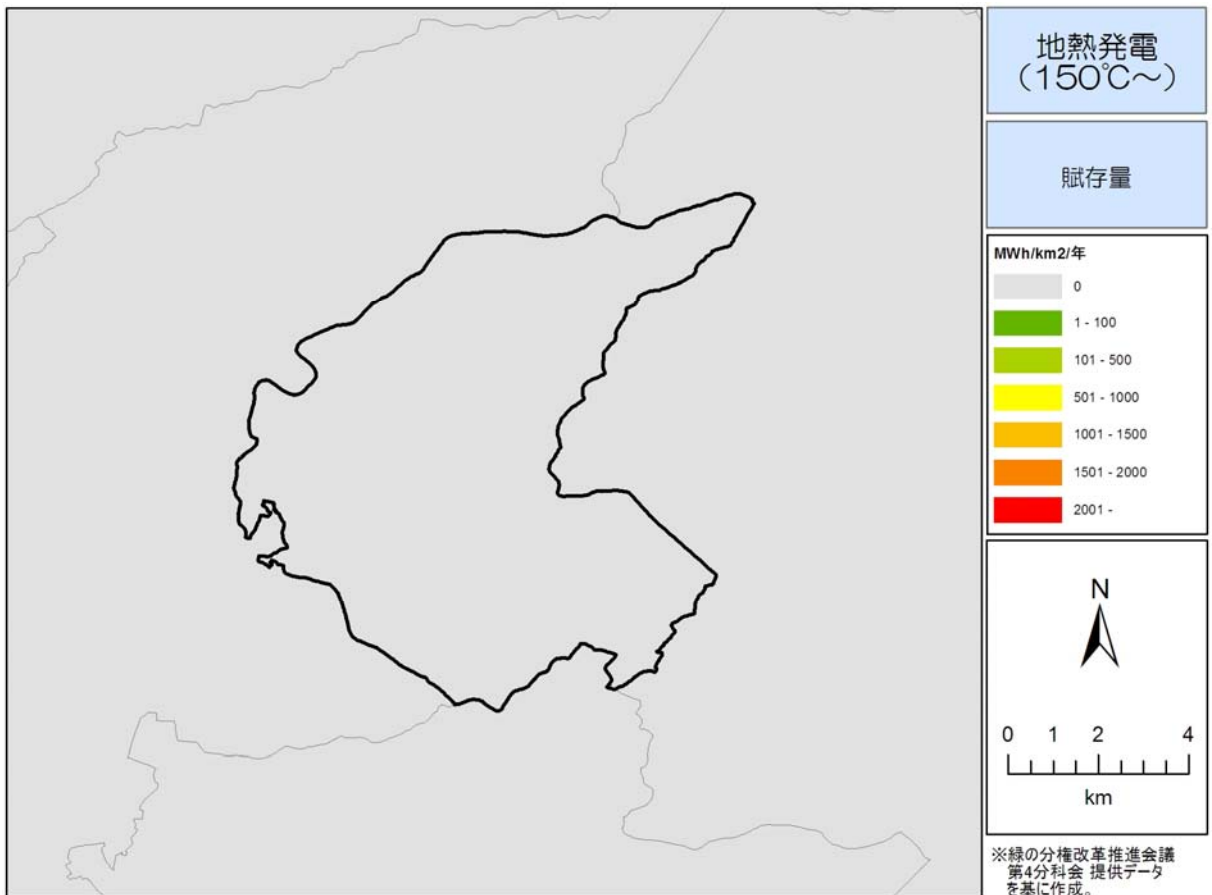 地熱発電
（150℃～）
賦存量
MWh/km2/年
0
1 - 100
101 - 500
501 - 1000
1001 - 1500
1501 - 2000
2001 -
N
0 1 2 4
km
※緑の分権改革推進会議
第4分科会 提供データ
を基に作成。